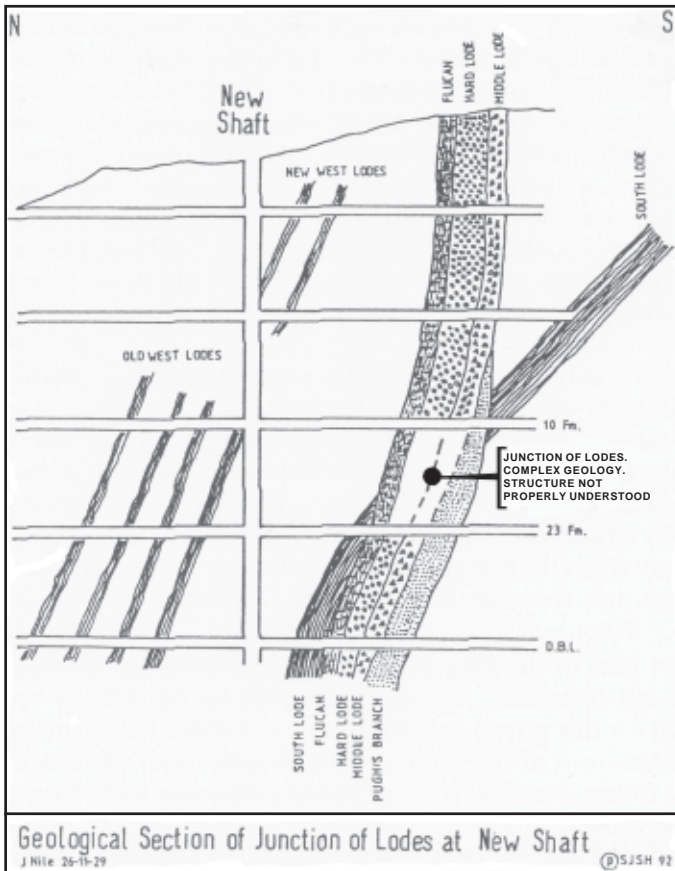 N
S
New
Shaft
FLUCAN
HARD LODE
MIDDLE LODE
NEW WEST LODES
SOUTH LODE
OLD WEST LODES
10 Fm.
JUNCTION OF LODES.
COMPLEX GEOLOGY.
STRUCTURE NOT
PROPERLY UNDERSTOOD
23 Fm.
D.B.L.
SOUTH LODE
FLUCAN
HARD LODE
MIDDLE LODE
PUGHIS BRANCH
Geological Section of Junction of Lodes at New Shaft
J Nile 26-11-29
Ⓟ SJSH 92